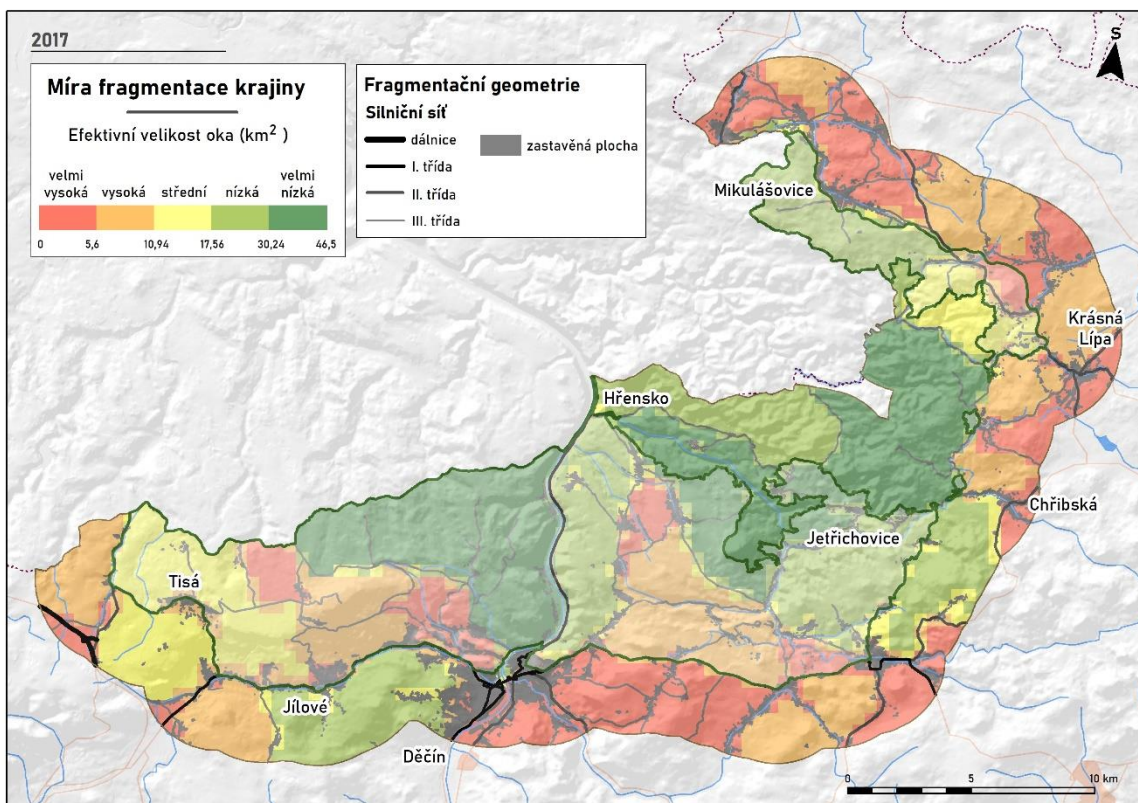 2017
Míra fragmentace krajiny
Efektivní velikost oka (km² )
velmi vysoká
vysoká
střední
nízká
velmi nízká
0 5,6 10,94 17,56 30,24 46,5
Fragmentační geometrie
Silniční síť
dálnice
I. třída
II. třída
III. třída
zastavěná plocha
S
Mikulášovice
Krásná
Lípa
Hřensko
Chřibská
Jetřichovice
Tisá
Jílové
Děčín
0 5 10 km